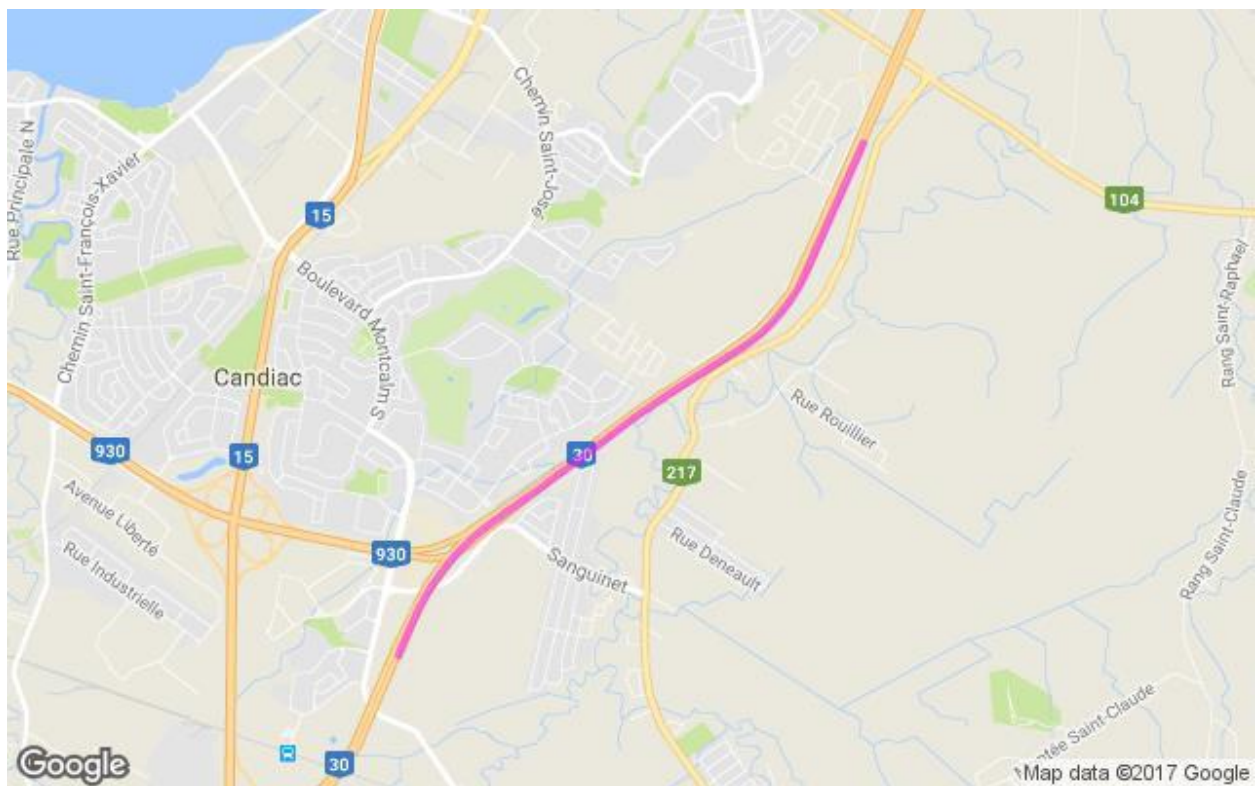 Rue Principale N
Chemin Saint-François-Xavier
Chemin Saint-José
15
104
Boulevard Montcalm S
Rang Saint-Raphael
Candiac
Rue Rouillier
930
15
30
217
Avenue Liberté
Rue Industrielle
930
Sanguinet
Rue Deneault
Rang Saint-Claude
Montée Saint-Claude
30
Google
Map data ©2017 Google